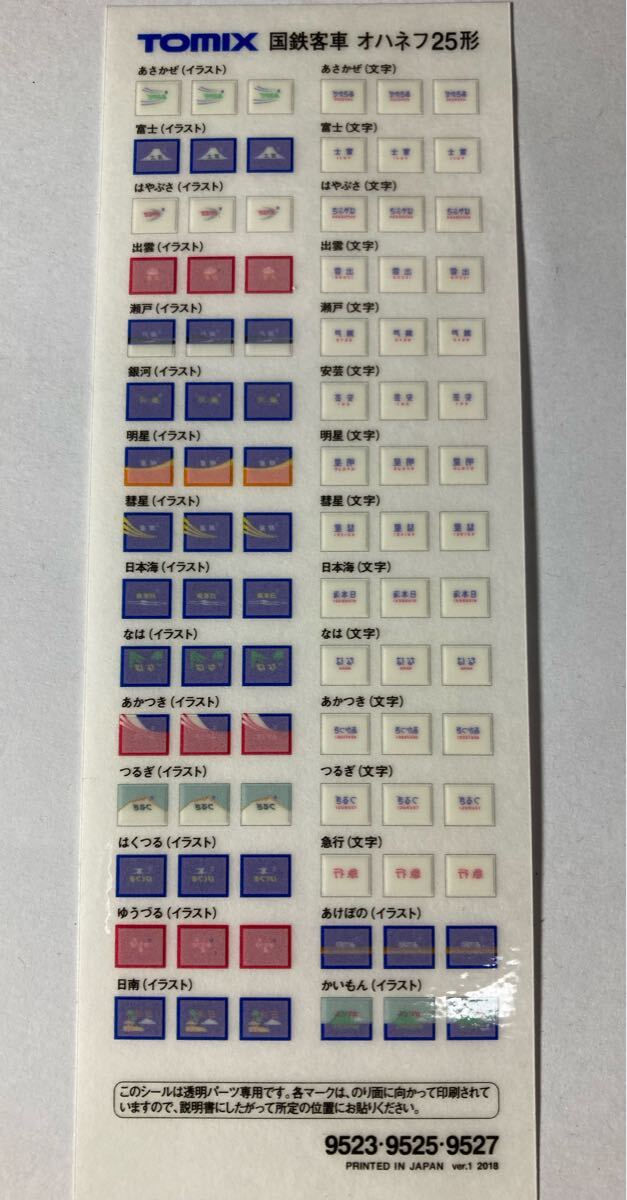 TOMIX 国鉄客車 オハネフ25形
あさかぜ(イラスト) あさかぜ(文字)
富士(イラスト) 富士(文字)
はやぶさ(イラスト) はやぶさ(文字)
出雲(イラスト) 出雲(文字)
瀬戸(イラスト) 瀬戸(文字)
銀河(イラスト) 安芸(文字)
明星(イラスト) 明星(文字)
彗星(イラスト) 彗星(文字)
日本海(イラスト) 日本海(文字)
なは(イラスト) なは(文字)
あかつき(イラスト) あかつき(文字)
つるぎ(イラスト) つるぎ(文字)
はくつる(イラスト) 急行(文字)
ゆうづる(イラスト) あけぼの(イラスト)
日南(イラスト) かいもん(イラスト)
このシールは透明パーツ専用です。各マークは、のり面に向かって印刷されて
いますので、説明書にしたがって所定の位置にお貼りください。
9523・9525・9527
PRINTED IN JAPAN ver.1 2018